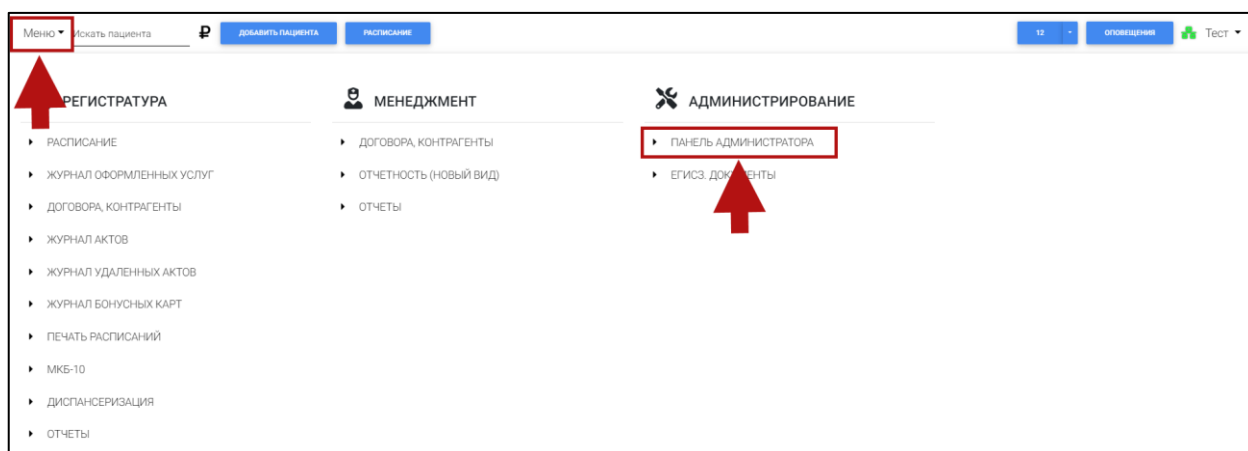 Меню Искать пациента ₽ ДОБАВИТЬ ПАЦИЕНТА РАСПИСАНИЕ 12 ОПОВЕЩЕНИЯ Тест
РЕГИСТРАТУРА
РАСПИСАНИЕ
ЖУРНАЛ ОФОРМЛЕННЫХ УСЛУГ
ДОГОВОРА, КОНТРАГЕНТЫ
ЖУРНАЛ АКТОВ
ЖУРНАЛ УДАЛЕННЫХ АКТОВ
ЖУРНАЛ БОНУСНЫХ КАРТ
ПЕЧАТЬ РАСПИСАНИЙ
МКБ-10
ДИСПАНСЕРИЗАЦИЯ
ОТЧЕТЫ
МЕНЕДЖМЕНТ
ДОГОВОРА, КОНТРАГЕНТЫ
ОТЧЕТНОСТЬ (НОВЫЙ ВИД)
ОТЧЕТЫ
АДМИНИСТРИРОВАНИЕ
ПАНЕЛЬ АДМИНИСТРАТОРА
ЕГИСЗ. ДОКУМЕНТЫ